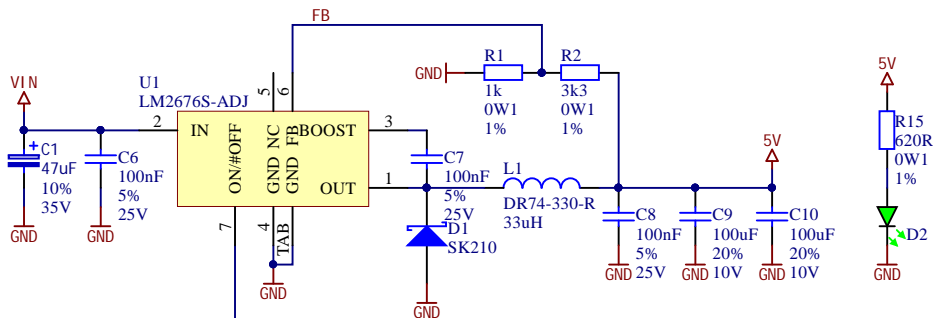 FB
VIN
U1
LM2676S-ADJ
2
IN
ON/#OFF
GND NC
GND FB
BOOST
OUT
5
6
3
1
7
4
TAB
GND
C1
47uF
10%
35V
GND
C6
100nF
5%
25V
GND
C7
100nF
5%
25V
D1
SK210
GND
GND
R1
1k
0W1
1%
R2
3k3
0W1
1%
L1
DR74-330-R
33uH
5V
C8
100nF
5%
25V
GND
C9
100uF
20%
10V
GND
C10
100uF
20%
10V
GND
5V
R15
620R
0W1
1%
D2
GND